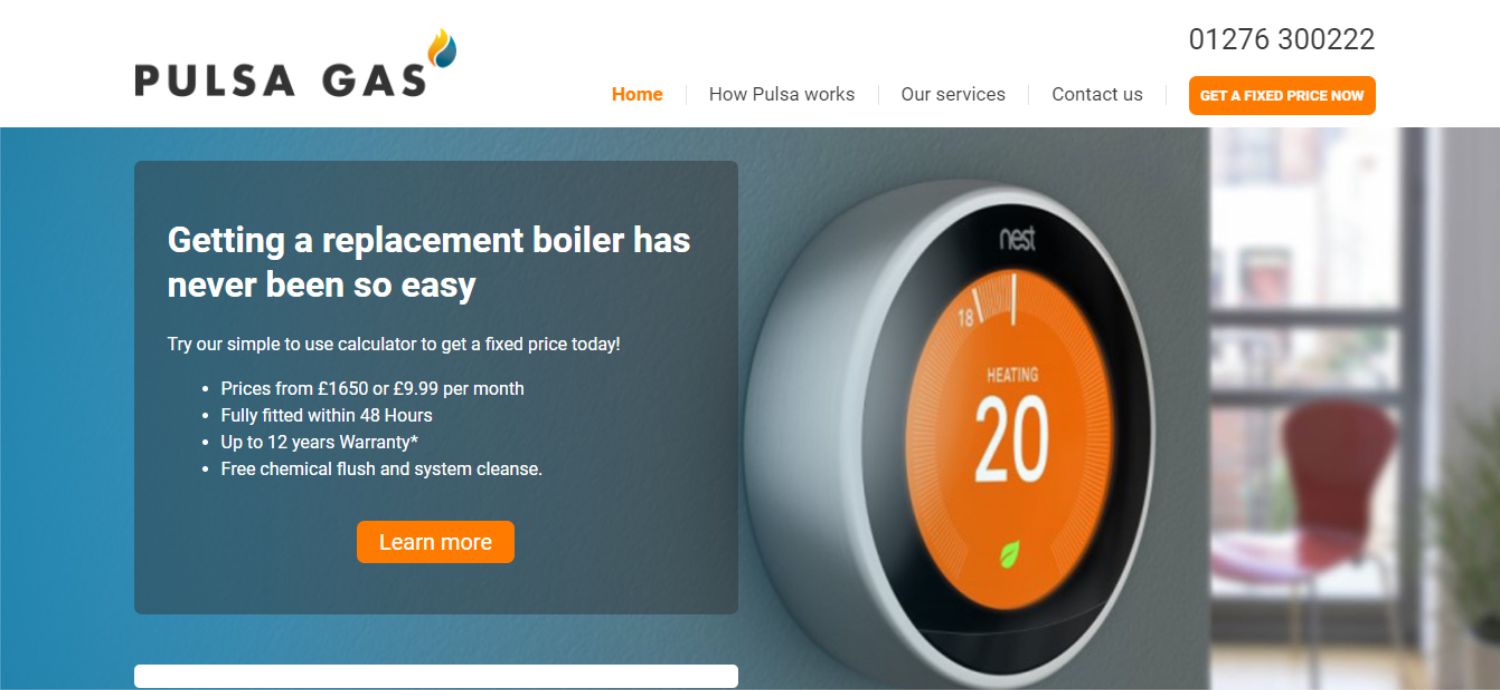 PULSA GAS
01276 300222
Home
How Pulsa works
Our services
Contact us
GET A FIXED PRICE NOW
Getting a replacement boiler has
never been so easy
Try our simple to use calculator to get a fixed price today!
• Prices from £1650 or £9.99 per month
• Fully fitted within 48 Hours
• Up to 12 years Warranty*
• Free chemical flush and system cleanse.
Learn more
nest
18
HEATING
20